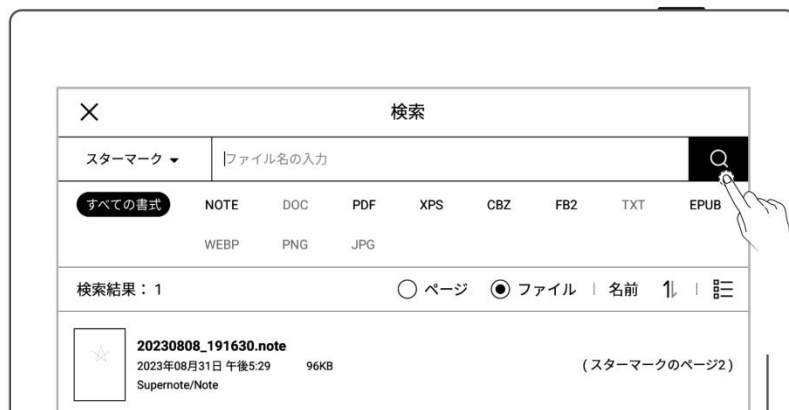 検索
スターマーク
ファイル名の入力
すべての書式 NOTE DOC PDF XPS CBZ FB2 TXT EPUB
WEBP PNG JPG
検索結果：1 ページ ファイル 名前
20230808_191630.note
2023年08月31日 午後5:29 96KB (スターマークのページ2)
Supernote/Note